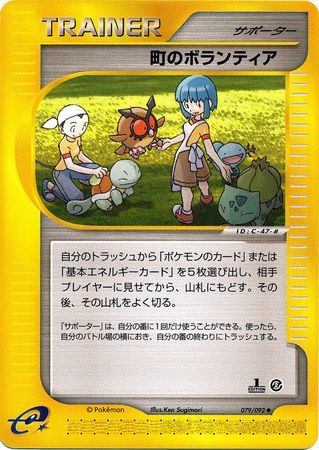 TRAINER
サポーター
町のボランティア
ID:C-47-#
自分のトラッシュから「ポケモンのカード」または
「基本エネルギーカード」を5枚選び出し、相手
プレイヤーに見せてから、山札にもどす。そ
の後、その山札をよく切る。
「サポーター」は、自分の番に1回だけ使うことができる。使ったら、
自分のバトル場の横におき、自分の番の終わりにトラッシュする。
1
EDITION
e
© Pokémon
Illus.Ken Sugimori
079/092◆